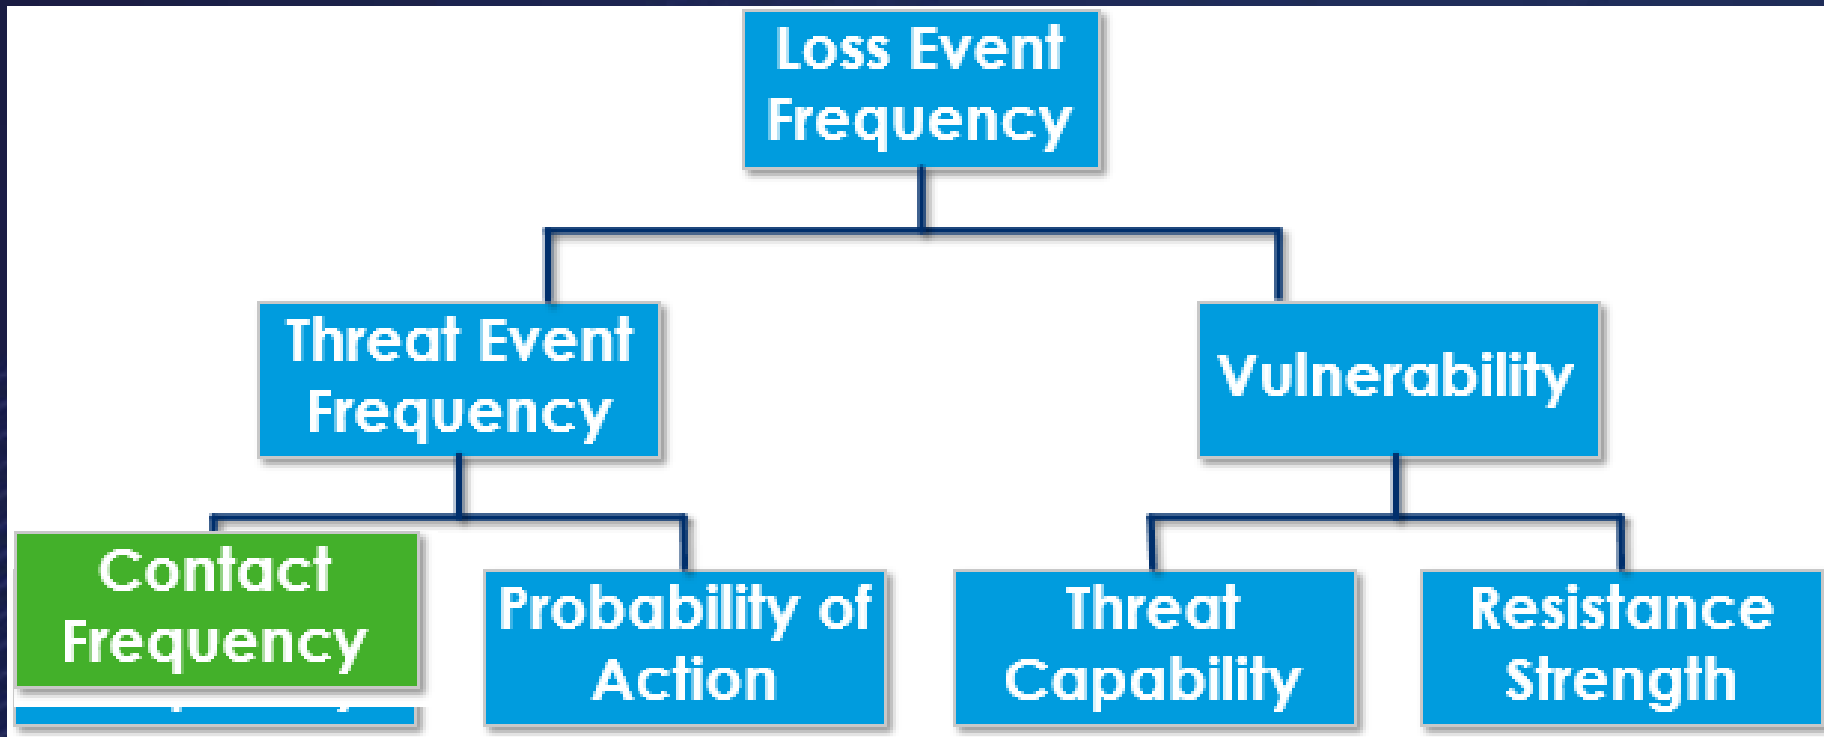 Loss Event
Frequency
Threat Event
Frequency
Vulnerability
Contact
Frequency
Probability of
Action
Threat
Capability
Resistance
Strength